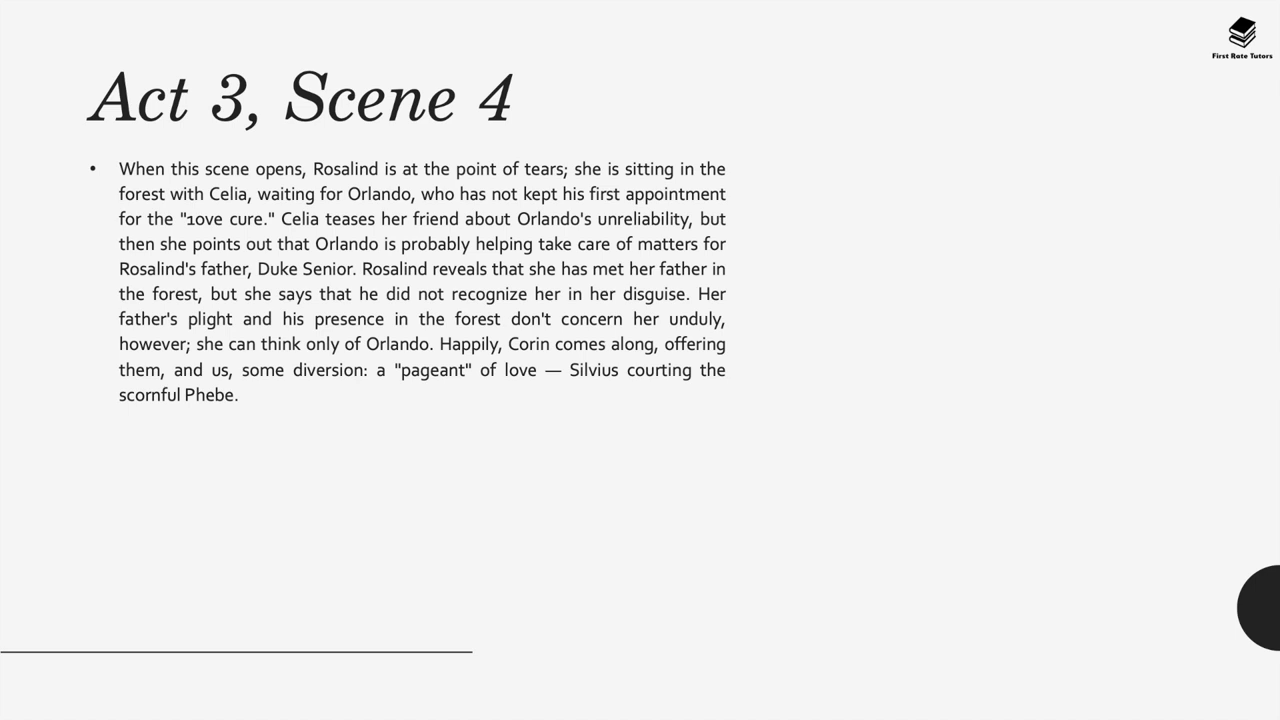 First Rate Tutors
Act 3, Scene 4
• When this scene opens, Rosalind is at the point of tears; she is sitting in the
forest with Celia, waiting for Orlando, who has not kept his first appointment
for the "1ove cure." Celia teases her friend about Orlando's unreliability, but
then she points out that Orlando is probably helping take care of matters for
Rosalind's father, Duke Senior. Rosalind reveals that she has met her father in
the forest, but she says that he did not recognize her in her disguise. Her
father's plight and his presence in the forest don't concern her unduly,
however; she can think only of Orlando. Happily, Corin comes along, offering
them, and us, some diversion: a "pageant" of love — Silvius courting the
scornful Phebe.